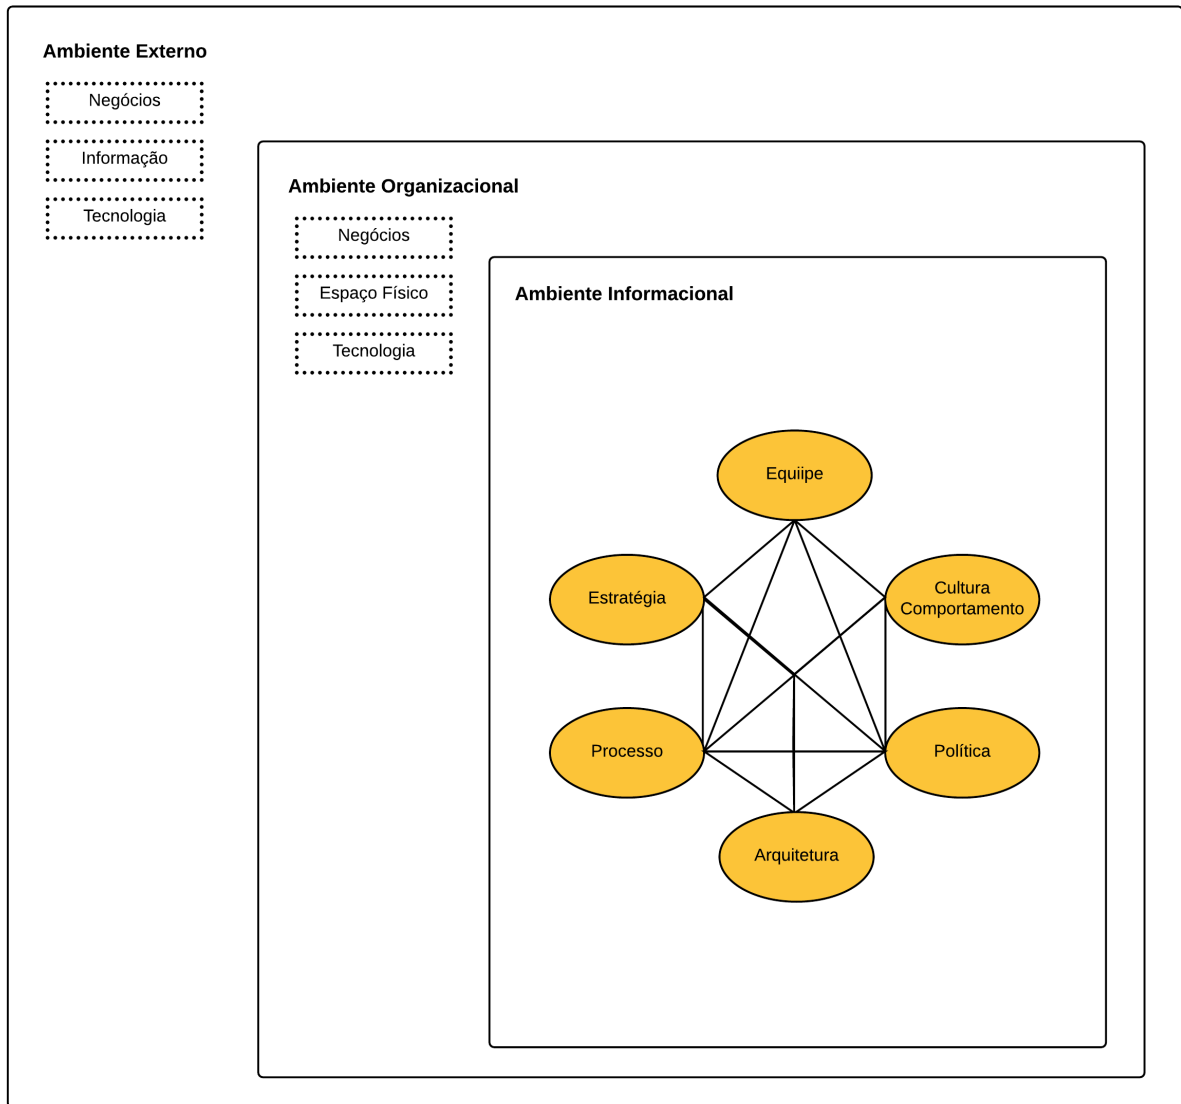 Ambiente Externo
Negócios
Informação
Tecnologia
Ambiente Organizacional
Negócios
Espaço Físico
Tecnologia
Ambiente Informacional
Equiipe
Estratégia
Cultura
Comportamento
Processo
Política
Arquitetura